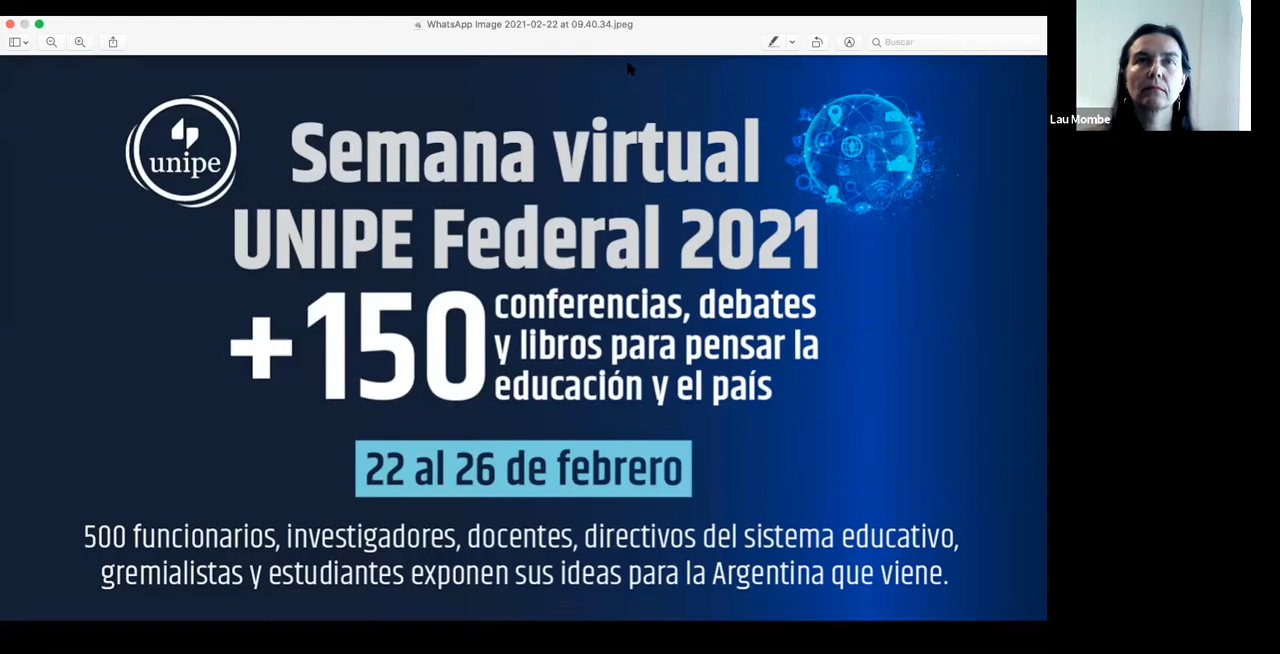 WhatsApp Image 2021-02-22 at 09.40.34.jpeg
Buscar
Lau Mombe
unipe
Semana virtual
UNIPE Federal 2021
+150
conferencias, debates
y libros para pensar la
educación y el país
22 al 26 de febrero
500 funcionarios, investigadores, docentes, directivos del sistema educativo,
gremialistas y estudiantes exponen sus ideas para la Argentina que viene.